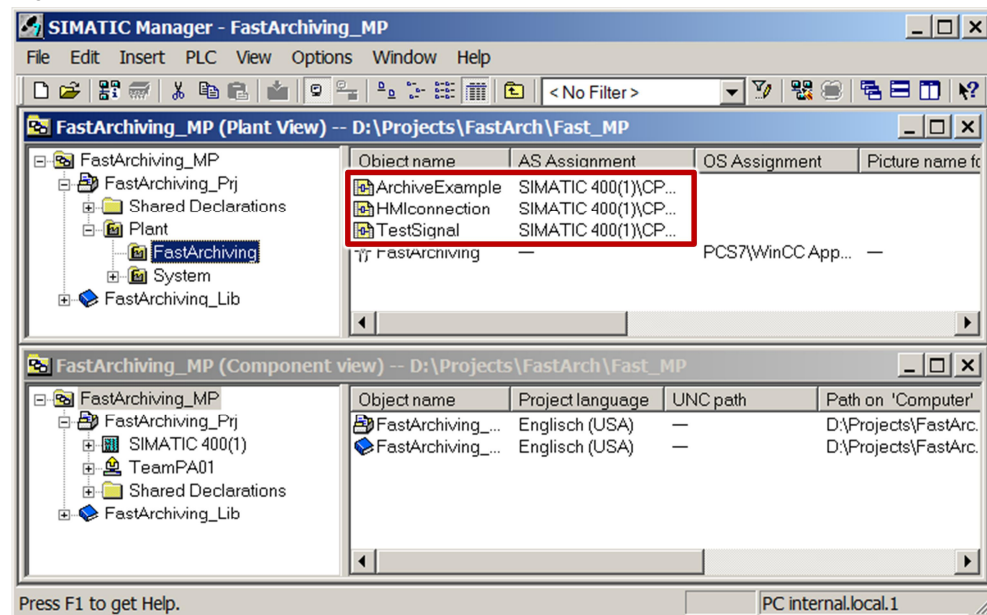 SIMATIC Manager - FastArchiving_MP
File Edit Insert PLC View Options Window Help
< No Filter >
FastArchiving_MP (Plant View) -- D:\Projects\FastArch\Fast_MP
FastArchiving_MP
FastArchiving_Prj
Shared Declarations
Plant
FastArchiving
System
FastArchiving_Lib
Object name AS Assignment OS Assignment Picture name fo
ArchiveExample SIMATIC 400(1)\CP...
HMIconnection SIMATIC 400(1)\CP...
TestSignal SIMATIC 400(1)\CP...
FastArchiving — PCS7\WinCC App... —
FastArchiving_MP (Component view) -- D:\Projects\FastArch\Fast_MP
FastArchiving_MP
FastArchiving_Prj
SIMATIC 400(1)
TeamPA01
Shared Declarations
FastArchiving_Lib
Object name Project language UNC path Path on 'Computer'
FastArchiving_... Englisch (USA) — D:\Projects\FastArc.
FastArchiving_... Englisch (USA) — D:\Projects\FastArc.
Press F1 to get Help. PC internal.local.1